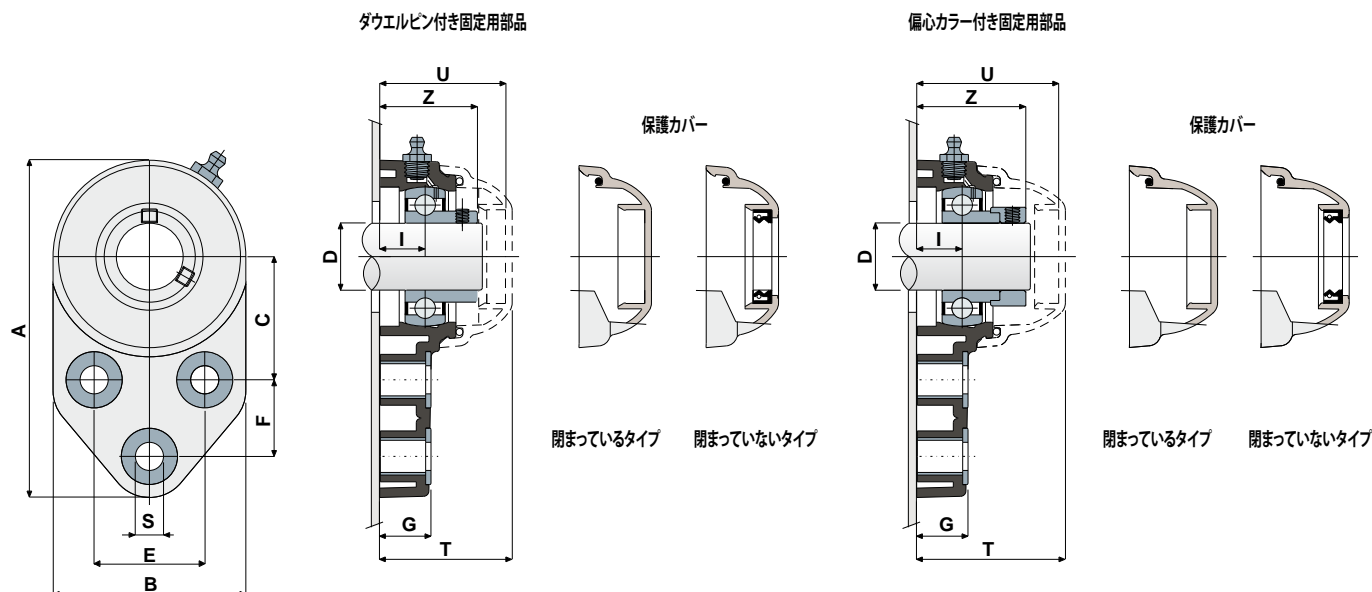 ダウエルピン付き固定用部品
偏心カラー付き固定用部品
U
Z
保護カバー
U
Z
保護カバー
A
D
I
C
F
D
I
閉まっているタイプ
閉まっていないタイプ
閉まっているタイプ
閉まっていないタイプ
S
E
B
G
T
G
T